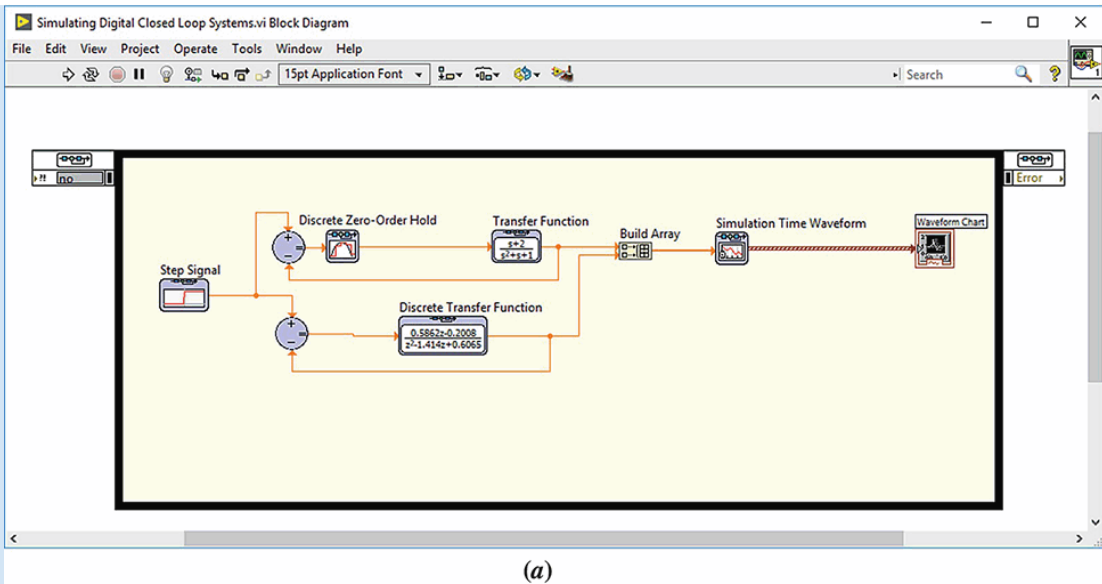 Simulating Digital Closed Loop Systems.vi Block Diagram
File Edit View Project Operate Tools Window Help
15pt Application Font
Search
1
no
Error
Discrete Zero-Order Hold
Transfer Function
Build Array
Simulation Time Waveform
Waveform Chart
s+2
s²+s+1
Step Signal
Discrete Transfer Function
0.5862z-0.2008
z²-1.414z+0.6065
(a)